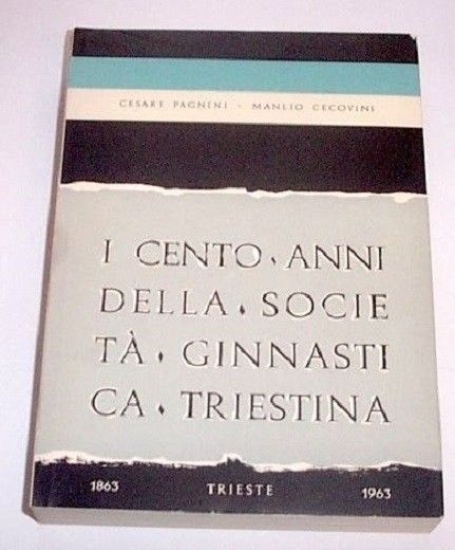 CESARE PAGNINI - MANLIO CECOVINI
I CENTO · ANNI
DELLA · SOCIE
TÀ · GINNASTI
CA · TRIESTINA
1863 TRIESTE 1963